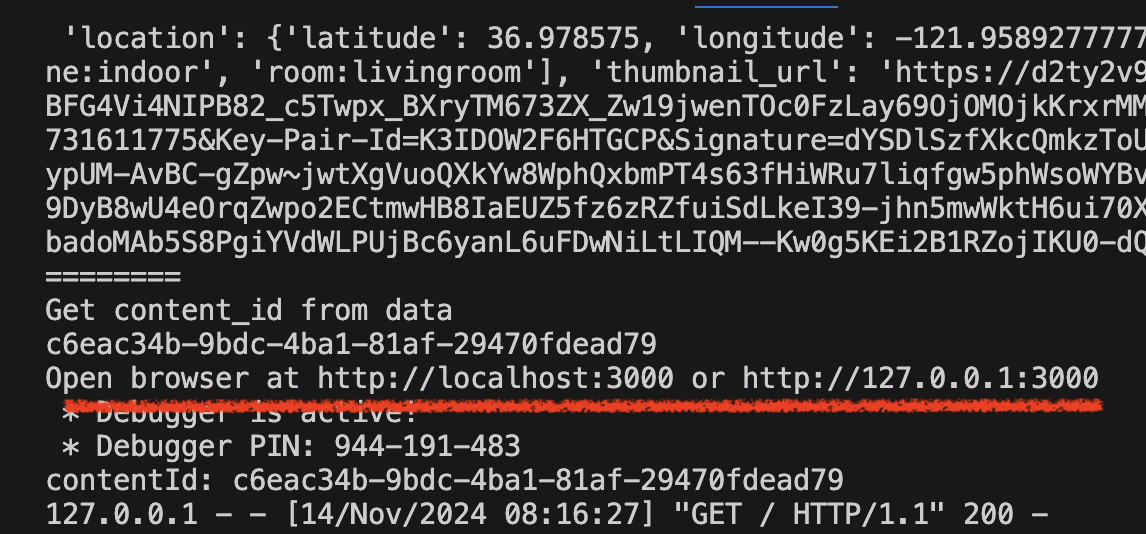 'location': {'latitude': 36.978575, 'longitude': -121.9589277777
ne:indoor', 'room:livingroom'], 'thumbnail_url': 'https://d2ty2v9
BFG4Vi4NIPB82_c5Twpx_BXryTM673ZX_Zw19jwenTOc0FzLay69OjOMOjkKrxrMM
731611775&Key-Pair-Id=K3IDOW2F6HTGCP&Signature=dYSDlSzfXkcQmkzToU
ypUM-AvBC-gZpw~jwtXgVuoQXkYw8WphQxbmPT4s63fHiWRu7liqfgw5phWsoWYBv
9DyB8wU4eOrqZwpo2ECtmwHB8IaEUZ5fz6zRZfuiSdLkeI39-jhn5mwWktH6ui70X
badoMAb5S8PgiYVdWLPUjBc6yanL6uFDwNiLtLIQM--Kw0g5KEi2B1RZojIKU0-dQ
========
Get content_id from data
c6eac34b-9bdc-4ba1-81af-29470fdead79
Open browser at http://localhost:3000 or http://127.0.0.1:3000
* Debugger is active!
* Debugger PIN: 944-191-483
contentId: c6eac34b-9bdc-4ba1-81af-29470fdead79
127.0.0.1 - - [14/Nov/2024 08:16:27] "GET / HTTP/1.1" 200 -